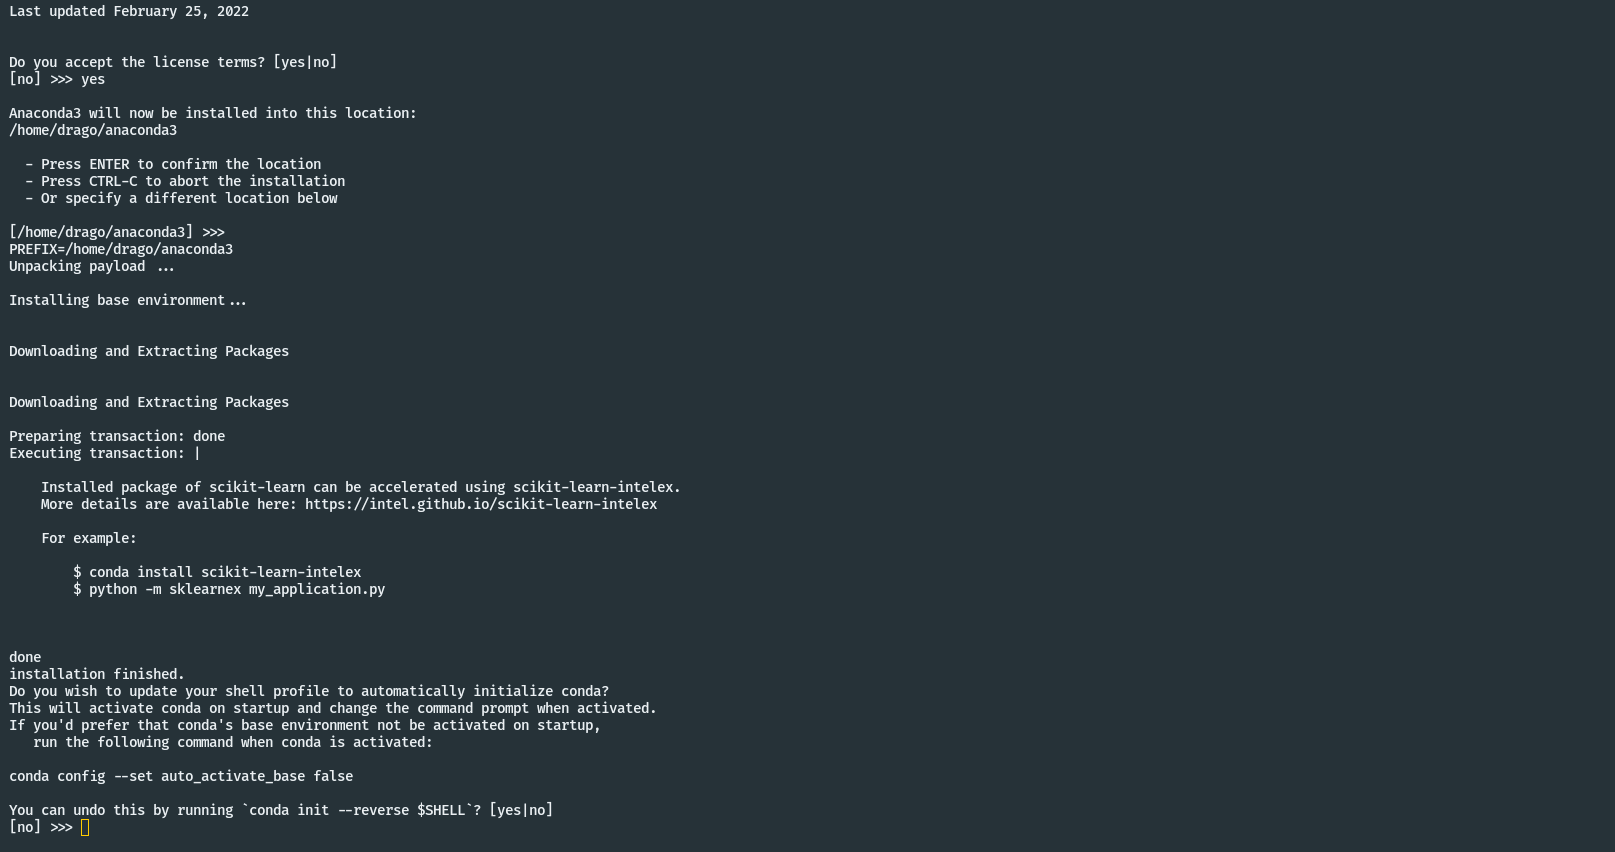 Last updated February 25, 2022
Do you accept the license terms? [yes|no]
[no] >>> yes
Anaconda3 will now be installed into this location:
/home/drago/anaconda3
- Press ENTER to confirm the location
- Press CTRL-C to abort the installation
- Or specify a different location below
[/home/drago/anaconda3] >>>
PREFIX=/home/drago/anaconda3
Unpacking payload ...
Installing base environment...
Downloading and Extracting Packages
Downloading and Extracting Packages
Preparing transaction: done
Executing transaction: |
Installed package of scikit-learn can be accelerated using scikit-learn-intelex.
More details are available here: https://intel.github.io/scikit-learn-intelex
For example:
$ conda install scikit-learn-intelex
$ python -m sklearnex my_application.py
done
installation finished.
Do you wish to update your shell profile to automatically initialize conda?
This will activate conda on startup and change the command prompt when activated.
If you'd prefer that conda's base environment not be activated on startup,
run the following command when conda is activated:
conda config --set auto_activate_base false
You can undo this by running `conda init --reverse $SHELL`? [yes|no]
[no] >>>